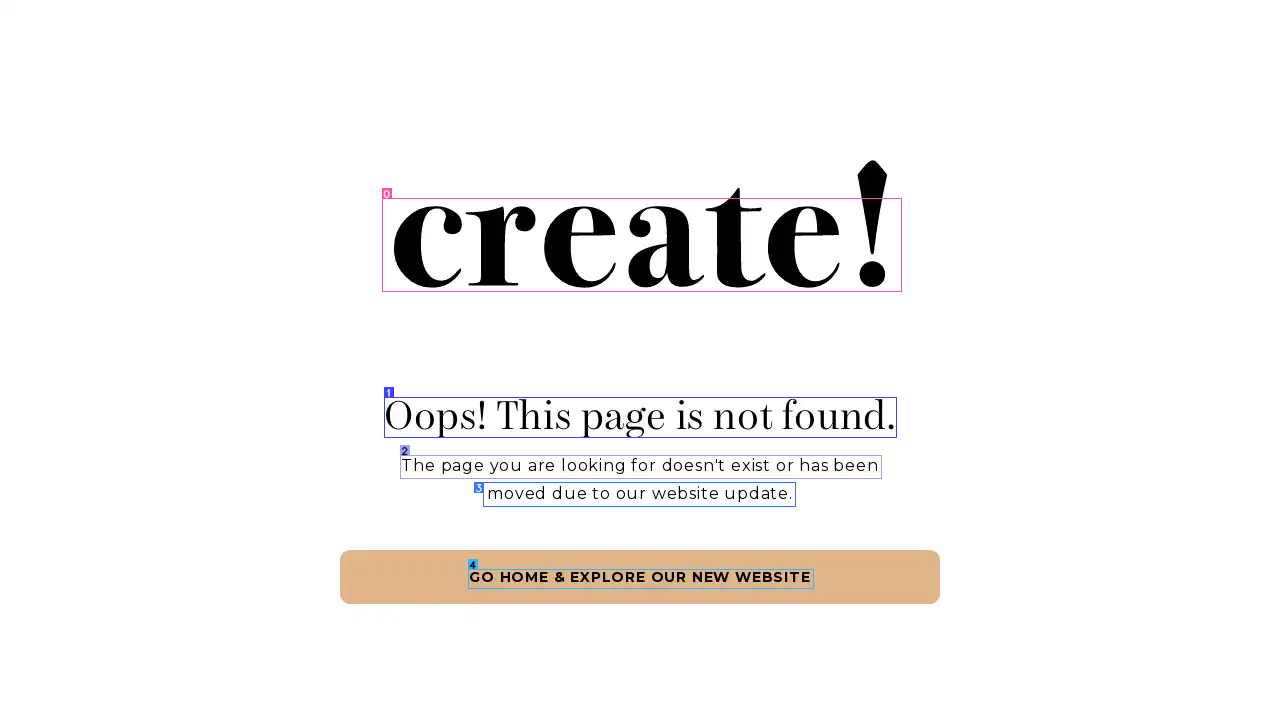 create!
Oops! This page is not found.
The page you are looking for doesn't exist or has been
moved due to our website update.
GO HOME & EXPLORE OUR NEW WEBSITE